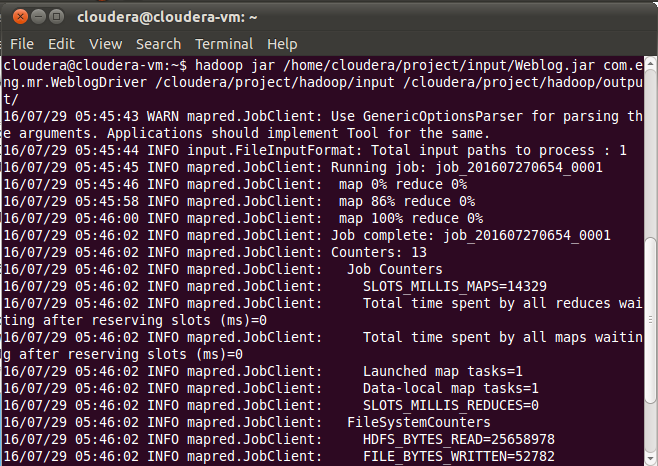 cloudera@cloudera-vm: ~
File Edit View Search Terminal Help
cloudera@cloudera-vm:~$ hadoop jar /home/cloudera/project/input/Weblog.jar com.e
ng.mr.WeblogDriver /cloudera/project/hadoop/input /cloudera/project/hadoop/outpu
t/
16/07/29 05:45:43 WARN mapred.JobClient: Use GenericOptionsParser for parsing th
e arguments. Applications should implement Tool for the same.
16/07/29 05:45:44 INFO input.FileInputFormat: Total input paths to process : 1
16/07/29 05:45:45 INFO mapred.JobClient: Running job: job_201607270654_0001
16/07/29 05:45:46 INFO mapred.JobClient:  map 0% reduce 0%
16/07/29 05:45:58 INFO mapred.JobClient:  map 86% reduce 0%
16/07/29 05:46:00 INFO mapred.JobClient:  map 100% reduce 0%
16/07/29 05:46:02 INFO mapred.JobClient: Job complete: job_201607270654_0001
16/07/29 05:46:02 INFO mapred.JobClient: Counters: 13
16/07/29 05:46:02 INFO mapred.JobClient:   Job Counters
16/07/29 05:46:02 INFO mapred.JobClient:     SLOTS_MILLIS_MAPS=14329
16/07/29 05:46:02 INFO mapred.JobClient:     Total time spent by all reduces wai
ting after reserving slots (ms)=0
16/07/29 05:46:02 INFO mapred.JobClient:     Total time spent by all maps waitin
g after reserving slots (ms)=0
16/07/29 05:46:02 INFO mapred.JobClient:     Launched map tasks=1
16/07/29 05:46:02 INFO mapred.JobClient:     Data-local map tasks=1
16/07/29 05:46:02 INFO mapred.JobClient:     SLOTS_MILLIS_REDUCES=0
16/07/29 05:46:02 INFO mapred.JobClient:   FileSystemCounters
16/07/29 05:46:02 INFO mapred.JobClient:     HDFS_BYTES_READ=25658978
16/07/29 05:46:02 INFO mapred.JobClient:     FILE_BYTES_WRITTEN=52782